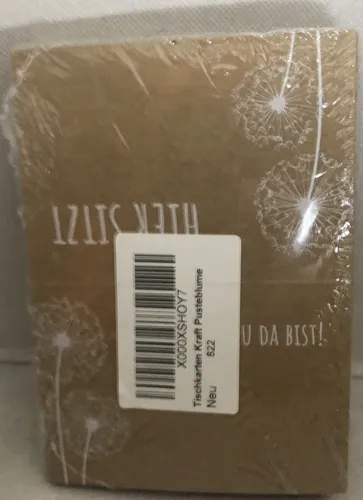 HIER SITZT
U DA BIST!
X000XSHOY7
Tischkarten Kraft Pusteblume
822
Neu